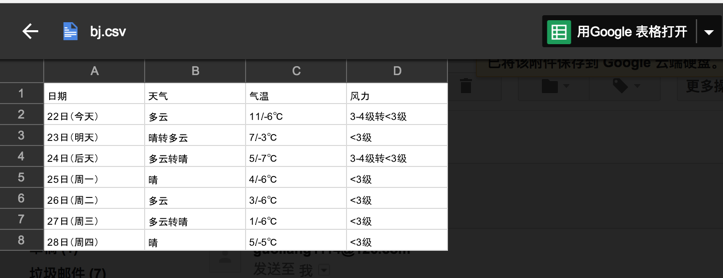 bj.csv
用Google 表格打开
已将该附件保存到 Google 云端硬盘。
更多操
A B C D
1 日期 天气 气温 风力
2 22日(今天) 多云 11/-6℃ 3-4级转<3级
3 23日(明天) 晴转多云 7/-3℃ <3级
4 24日(后天) 多云转晴 5/-7℃ 3-4级转<3级
5 25日(周一) 晴 4/-6℃ <3级
6 26日(周二) 多云 3/-6℃ <3级
7 27日(周三) 多云转晴 1/-6℃ <3级
8 28日(周四) 晴 5/-5℃ <3级
发送至 我
垃圾邮件 (7)